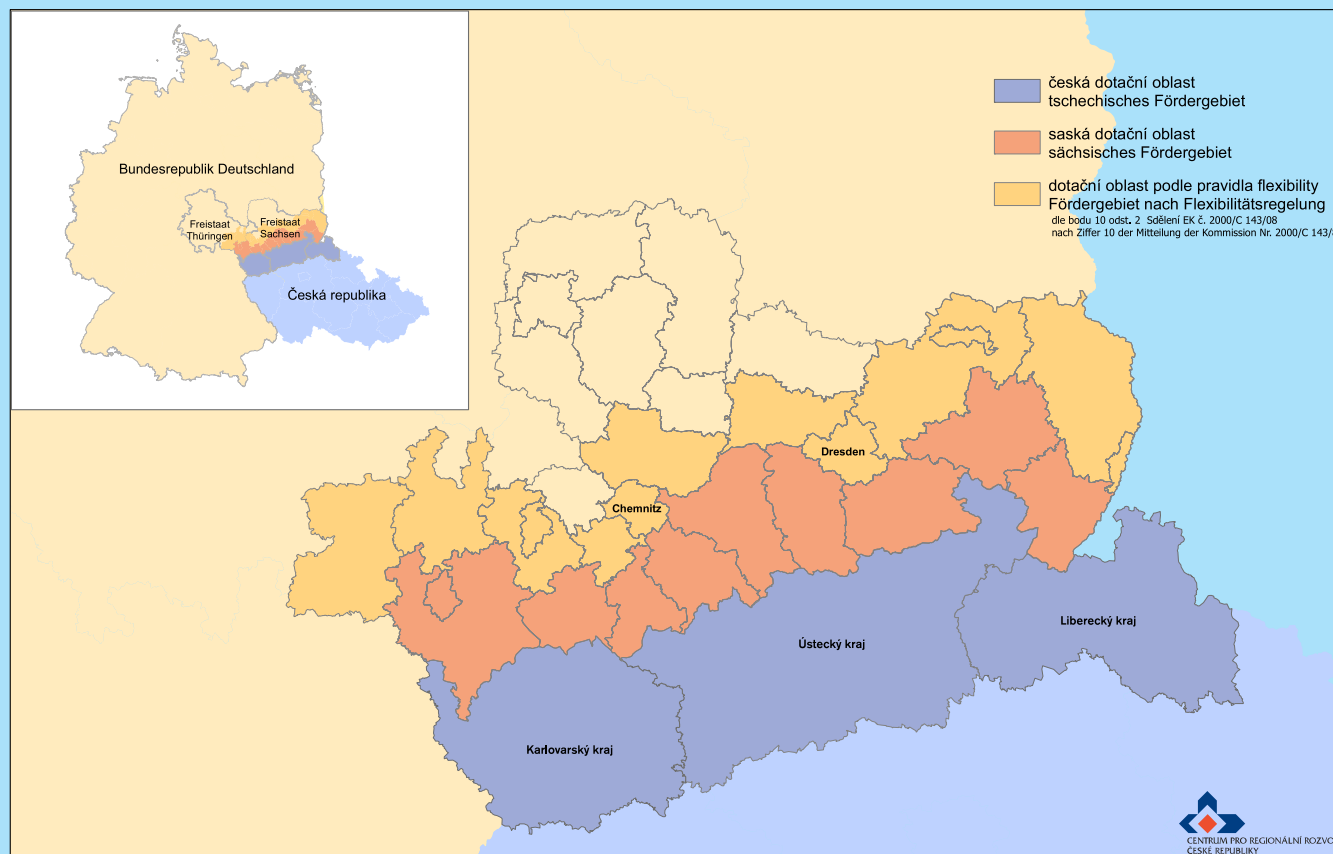 Bundesrepublik Deutschland
Freistaat
Thüringen
Freistaat
Sachsen
Česká republika
česká dotační oblast
tschechisches Fördergebiet
saská dotační oblast
sächsisches Fördergebiet
dotační oblast podle pravidla flexibility
Fördergebiet nach Flexibilitätsregelung
dle bodu 10 odst. 2 Sdělení EK č. 2000/C 143/08
nach Ziffer 10 der Mitteilung der Kommission Nr. 2000/C 143/
Dresden
Chemnitz
Liberecký kraj
Ústecký kraj
Karlovarský kraj
CENTRUM PRO REGIONÁLNÍ ROZVO
ČESKÉ REPUBLIKY